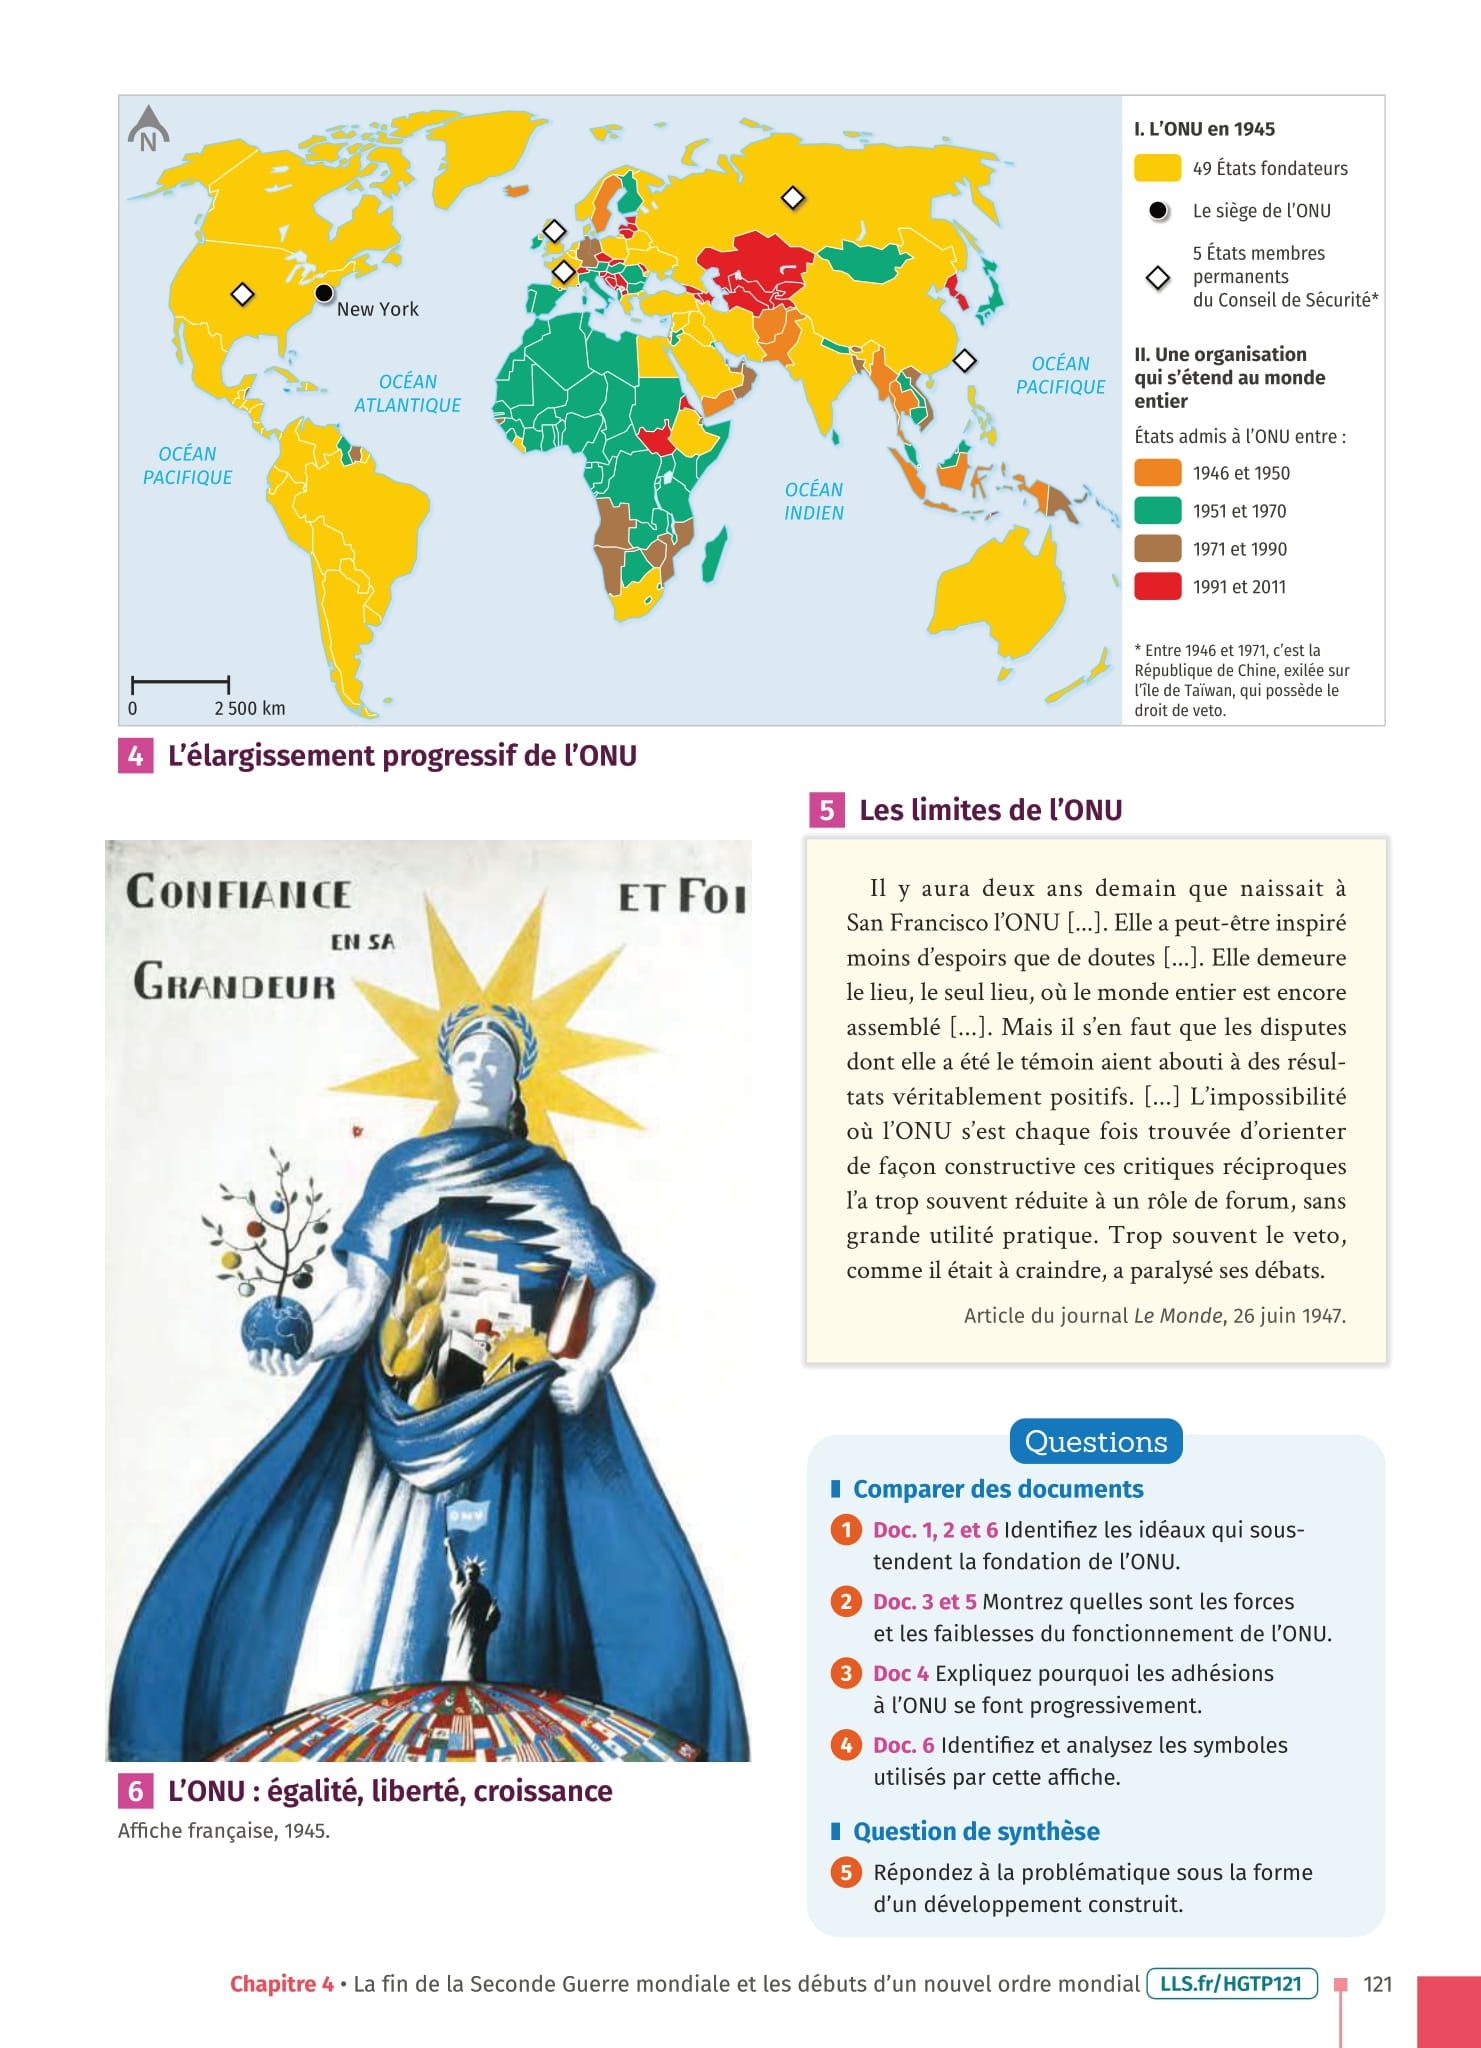 N
New York
OCÉAN
ATLANTIQUE
OCÉAN
PACIFIQUE
OCÉAN
INDIEN
OCÉAN
PACIFIQUE
0
2 500 km
I. L’ONU en 1945
49 États fondateurs
Le siège de l’ONU
5 États membres
permanents
du Conseil de Sécurité*
II. Une organisation
qui s’étend au monde
entier
États admis à l’ONU entre :
1946 et 1950
1951 et 1970
1971 et 1990
1991 et 2011
* Entre 1946 et 1971, c’est la
République de Chine, exilée sur
l’île de Taïwan, qui possède le
droit de veto.
4 L’élargissement progressif de l’ONU
CONFIANCE ET FOI
EN SA
GRANDEUR
ONU
6 L’ONU : égalité, liberté, croissance
Affiche française, 1945.
5 Les limites de l’ONU
Il y aura deux ans demain que naissait à
San Francisco l’ONU [...]. Elle a peut-être inspiré
moins d’espoirs que de doutes [...]. Elle demeure
le lieu, le seul lieu, où le monde entier est encore
assemblé [...]. Mais il s’en faut que les disputes
dont elle a été le témoin aient abouti à des résul-
tats véritablement positifs. [...] L’impossibilité
où l’ONU s’est chaque fois trouvée d’orienter
de façon constructive ces critiques réciproques
l’a trop souvent réduite à un rôle de forum, sans
grande utilité pratique. Trop souvent le veto,
comme il était à craindre, a paralysé ses débats.
Article du journal Le Monde, 26 juin 1947.
Questions
Comparer des documents
1 Doc. 1, 2 et 6 Identifiez les idéaux qui sous-
tendent la fondation de l’ONU.
2 Doc. 3 et 5 Montrez quelles sont les forces
et les faiblesses du fonctionnement de l’ONU.
3 Doc 4 Expliquez pourquoi les adhésions
à l’ONU se font progressivement.
4 Doc. 6 Identifiez et analysez les symboles
utilisés par cette affiche.
Question de synthèse
5 Répondez à la problématique sous la forme
d’un développement construit.
Chapitre 4 • La fin de la Seconde Guerre mondiale et les débuts d’un nouvel ordre mondial LLS.fr/HGTP121 121